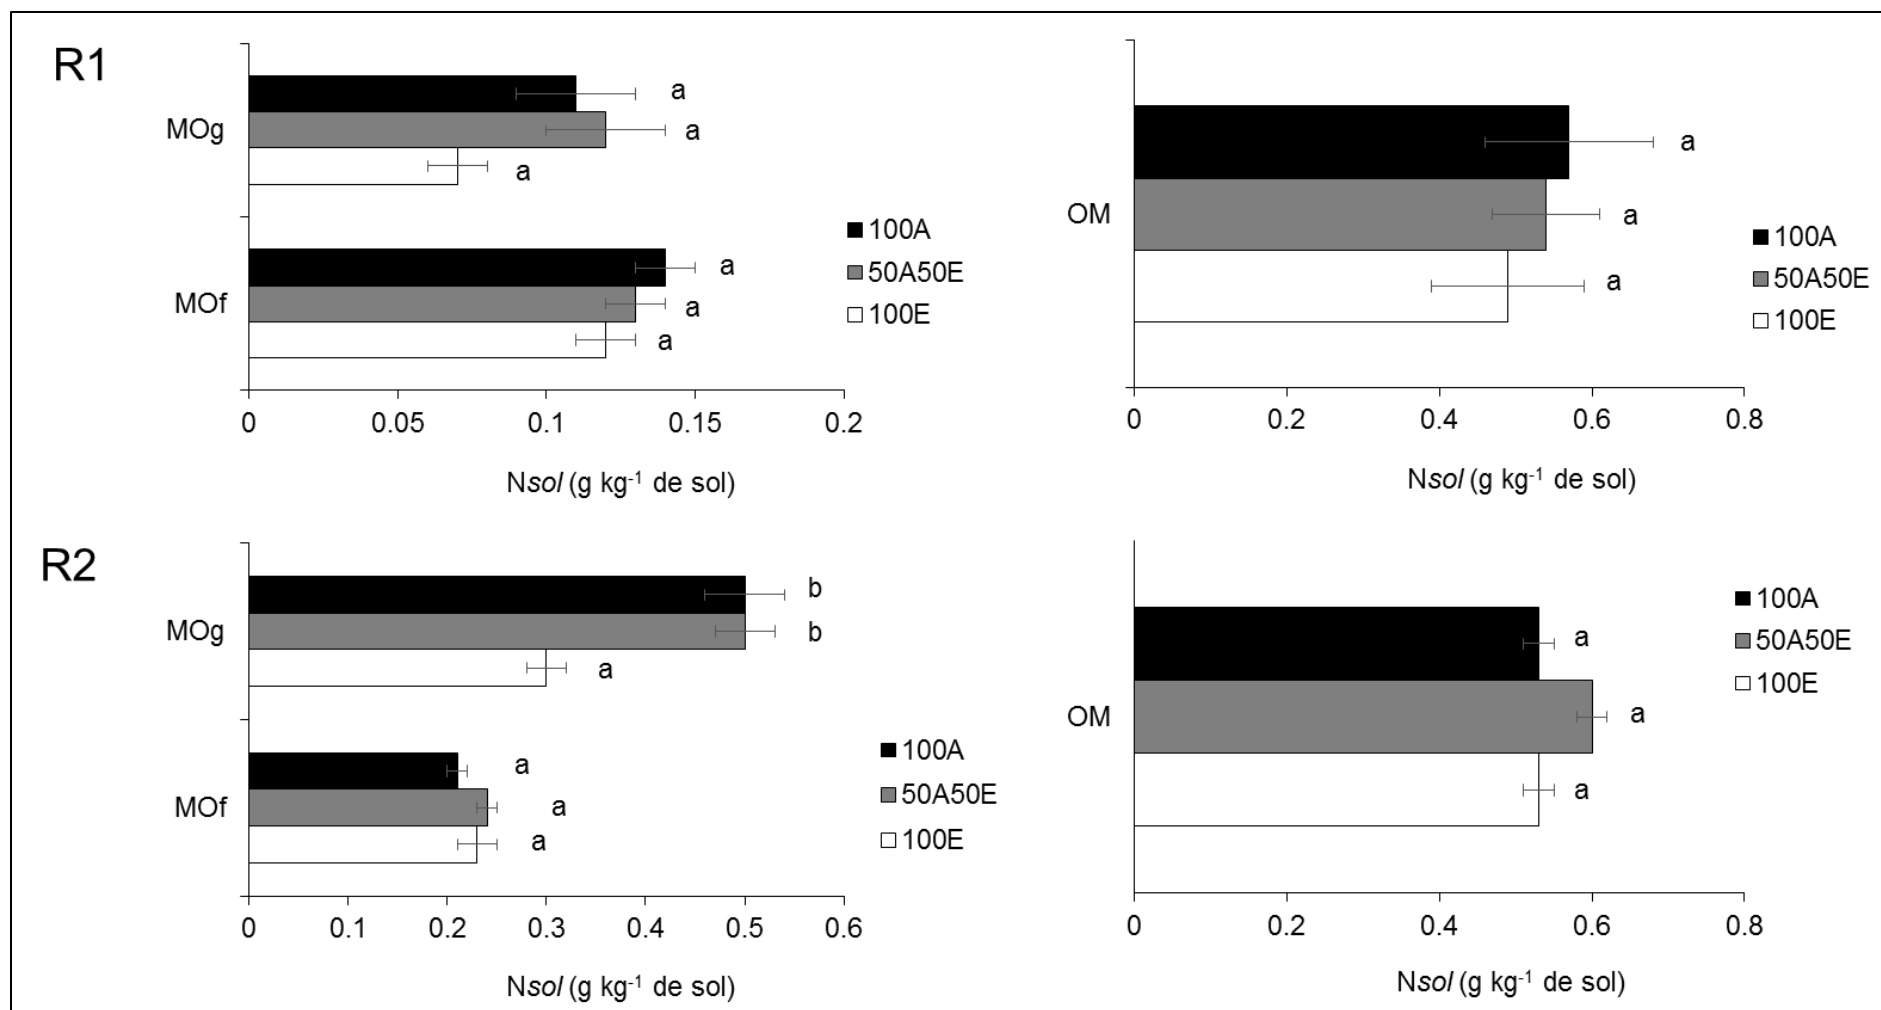 R1
MOg
a
a
a
MOf
a
a
a
100A
50A50E
100E
0 0.05 0.1 0.15 0.2
Nsol (g kg⁻¹ de sol)
OM
a
a
a
100A
50A50E
100E
0 0.2 0.4 0.6 0.8
Nsol (g kg⁻¹ de sol)
R2
MOg
b
b
a
MOf
a
a
a
100A
50A50E
100E
0 0.1 0.2 0.3 0.4 0.5 0.6
Nsol (g kg⁻¹ de sol)
OM
a
a
a
100A
50A50E
100E
0 0.2 0.4 0.6 0.8
Nsol (g kg⁻¹ de sol)